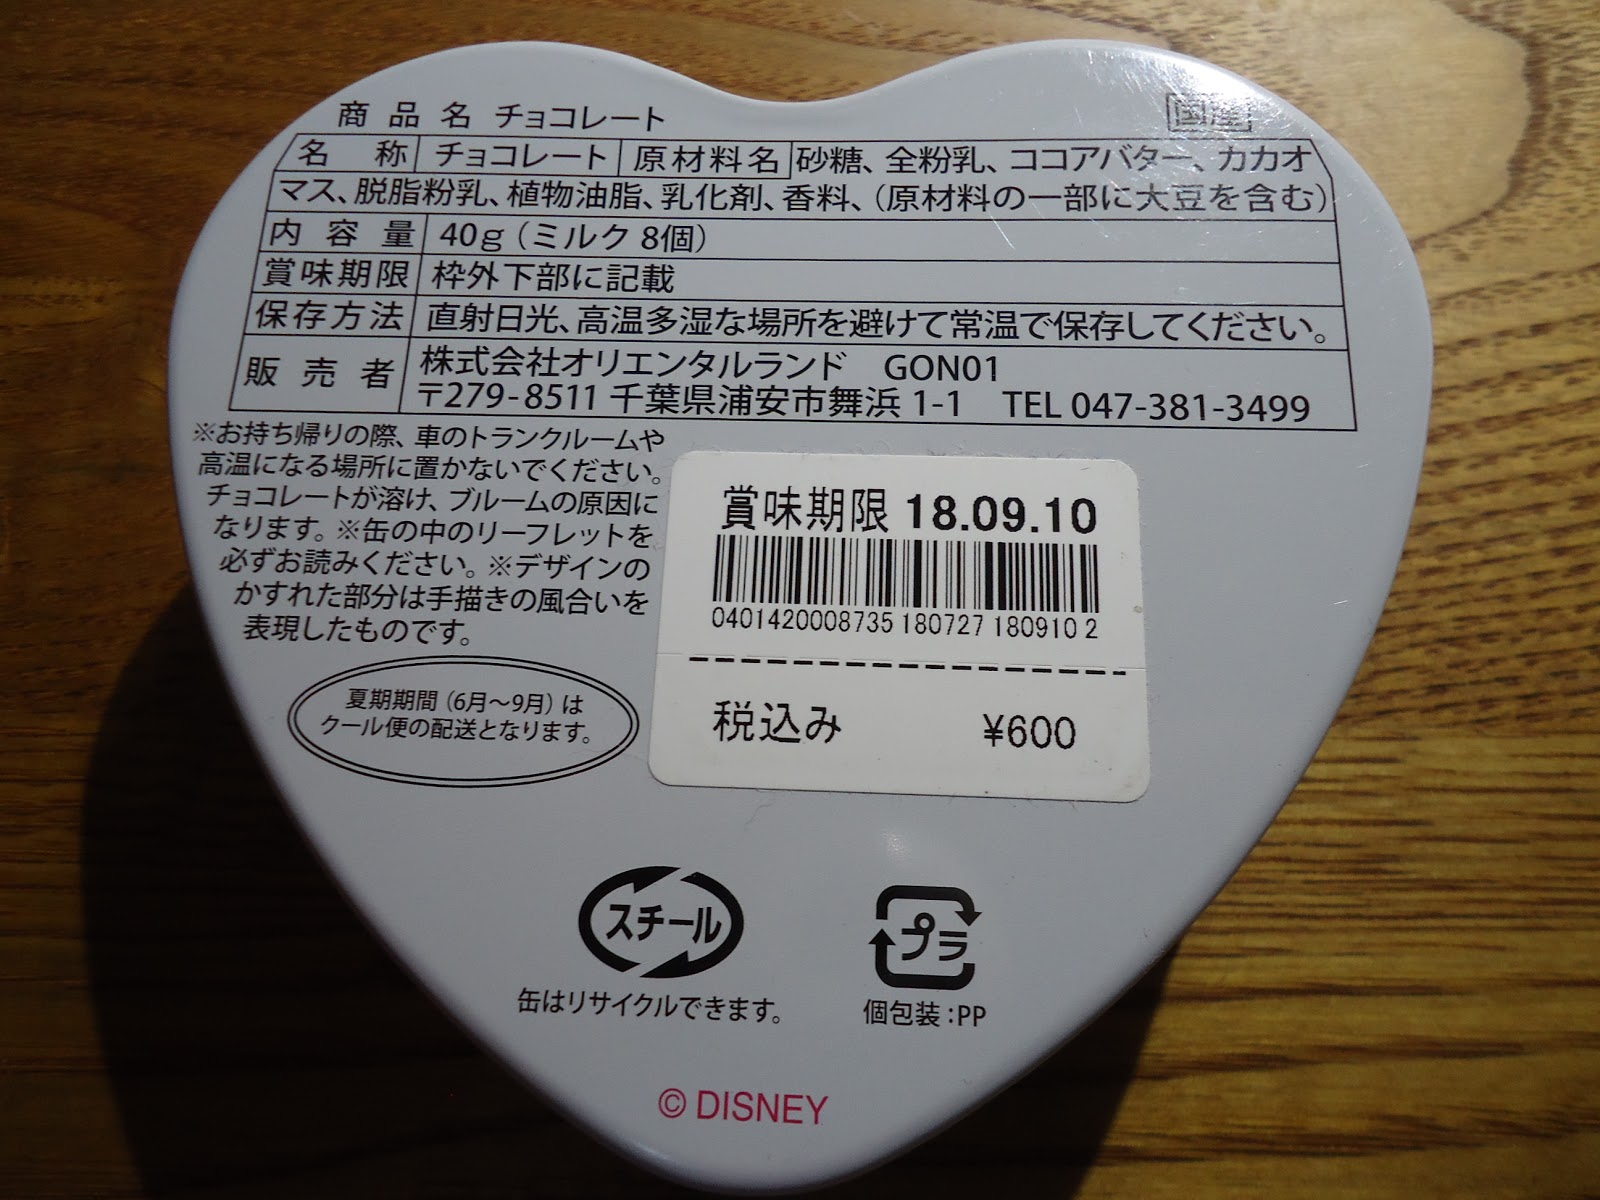 商品名 チョコレート
国産
名称 チョコレート 原材料名 砂糖、全粉乳、ココアバター、カカオ
マス、脱脂粉乳、植物油脂、乳化剤、香料、(原材料の一部に大豆を含む)
内容量 40g(ミルク 8個)
賞味期限 枠外下部に記載
保存方法 直射日光、高温多湿な場所を避けて常温で保存してください。
販売者 株式会社オリエンタルランド GON01
〒279-8511 千葉県浦安市舞浜 1-1 TEL 047-381-3499
※お持ち帰りの際、車のトランクルームや
高温になる場所に置かないでください。
チョコレートが溶け、ブルームの原因に
なります。※缶の中のリーフレットを
必ずお読みください。※デザインの
かすれた部分は手描きの風合いを
表現したものです。
夏期期間(6月～9月)は
クール便の配送となります。
賞味期限 18.09.10
0401420008735 180727 180910 2
税込み ¥600
スチール
缶はリサイクルできます。
プラ
個包装:PP
© DISNEY